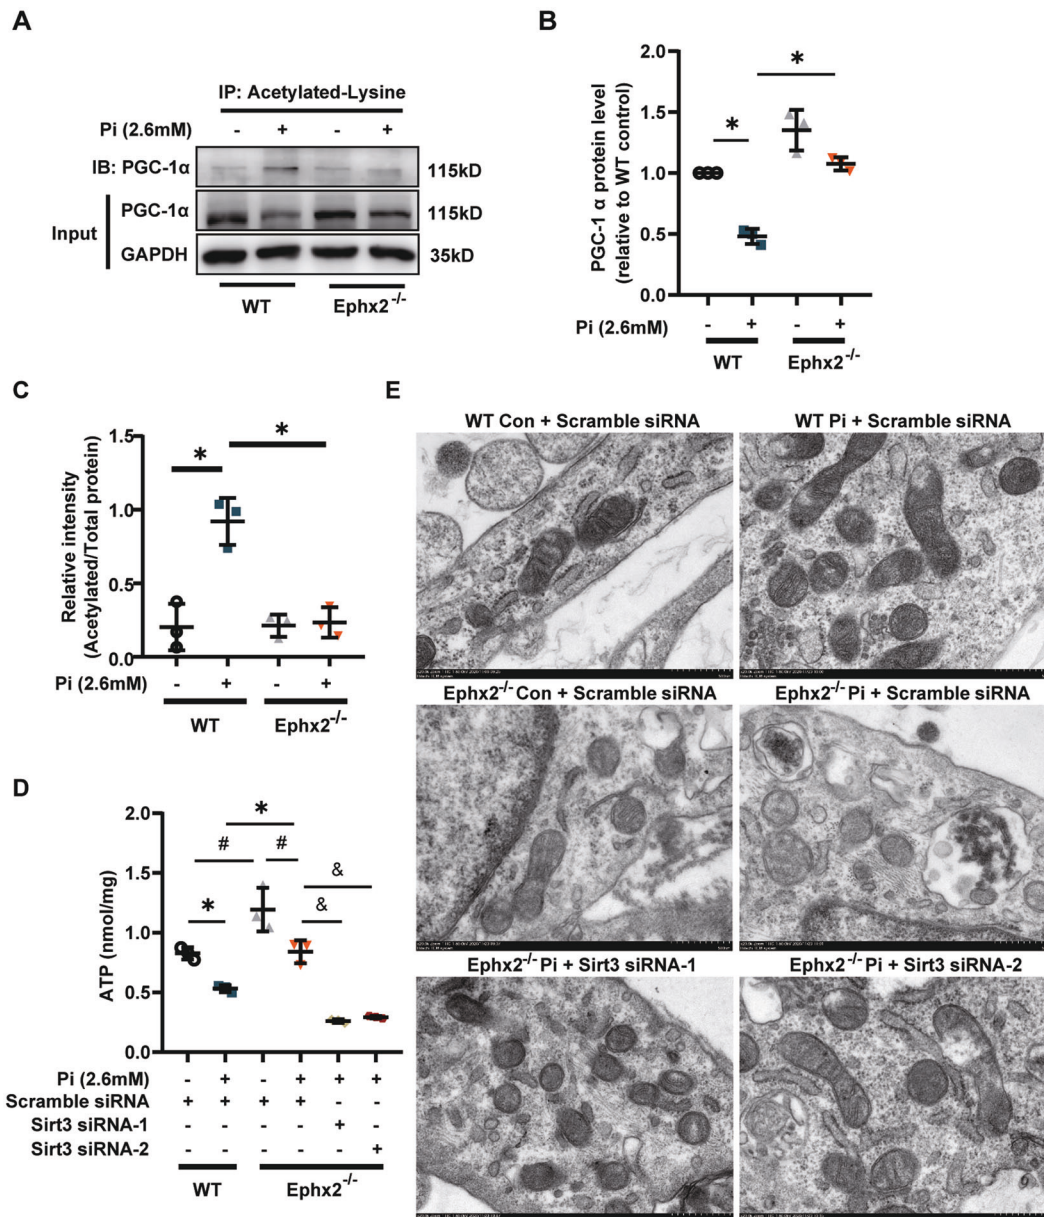 A
IP: Acetylated-Lysine
Pi (2.6mM) - + - +
IB: PGC-1α 115kD
PGC-1α 115kD
Input
GAPDH 35kD
WT Ephx2-/-
B
2.0
1.5
1.0
0.5
0.0
PGC-1 α protein level
(relative to WT control)
* *
Pi (2.6mM) - + - +
WT Ephx2-/-
C
1.5
1.0
0.5
0.0
Relative intensity
(Acetylated/Total protein)
* *
Pi (2.6mM) - + - +
WT Ephx2-/-
D
2.0
1.5
1.0
0.5
0.0
ATP (nmol/mg)
*
# #
&
* &
Pi (2.6mM) - + - + + +
Scramble siRNA + + + + - -
Sirt3 siRNA-1 - - - - + -
Sirt3 siRNA-2 - - - - - +
WT Ephx2-/-
E
WT Con + Scramble siRNA
WT Pi + Scramble siRNA
Ephx2-/- Con + Scramble siRNA
Ephx2-/- Pi + Scramble siRNA
Ephx2-/- Pi + Sirt3 siRNA-1
Ephx2-/- Pi + Sirt3 siRNA-2